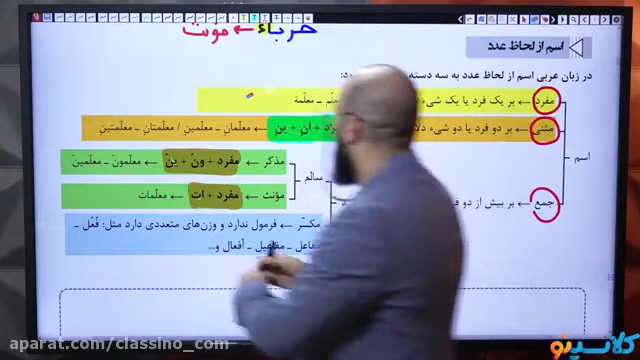 حرباء ← مؤنث
اسم از لحاظ عدد
در زبان عربی اسم از لحاظ عدد به سه دسته
مفرد ← بر یک فرد یا یک شیء
معلّمة
مثنی ← بر دو فرد یا دو شیء
+ انِ + ینِ ← معلّمانِ ـ معلّمینِ / معلّمتانِ ـ معلّمتینِ
اسم
جمع ← بر بیش از دو
سالم
مذکر ← مفرد + ونَ + ینَ ← معلّمونَ ـ معلّمینَ
مؤنث ← مفرد + ات ← معلّمات
مکسّر ← فرمول ندارد و وزن‌های متعددی دارد مثل: فُعّل ـ
ـ مفاعیل ـ أفعال و...
aparat.com/classino_com
کلاسینو